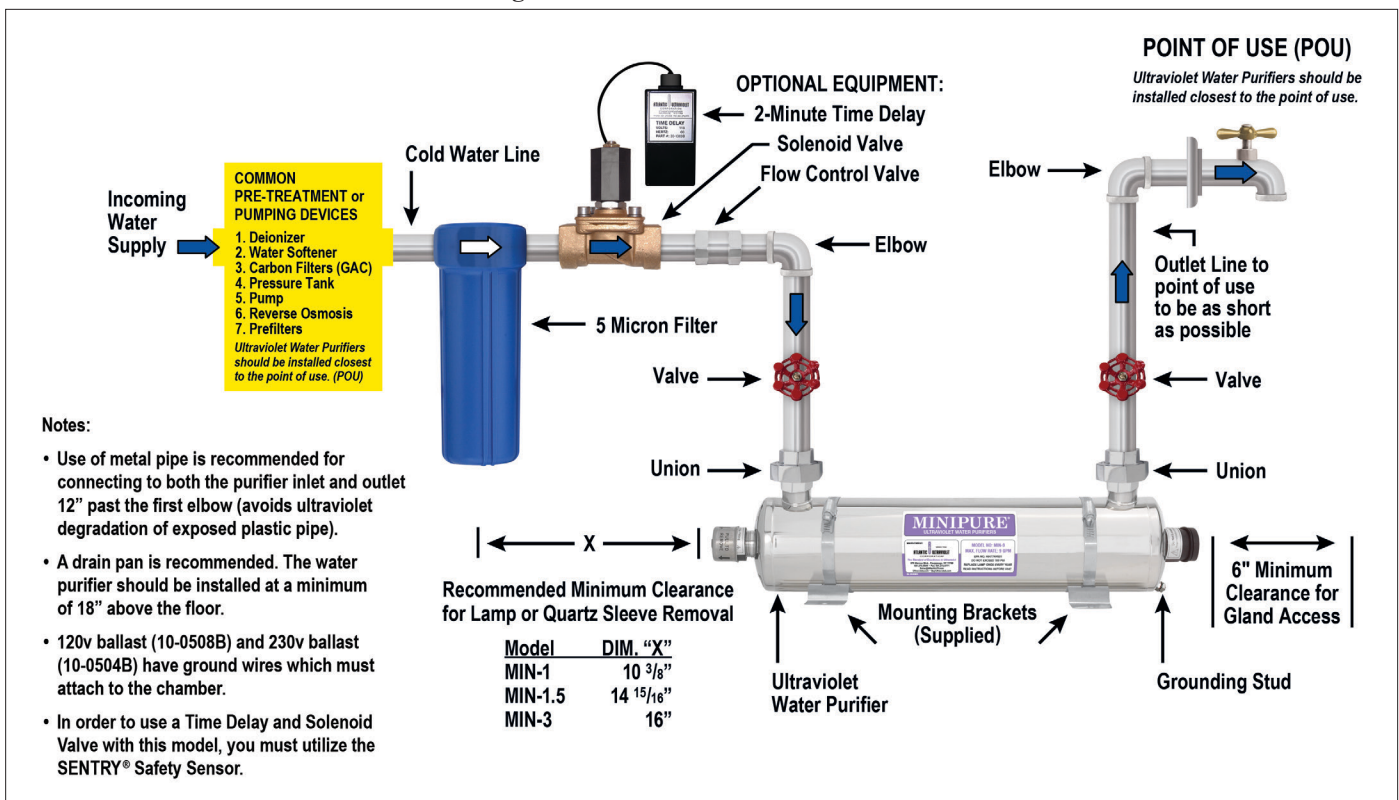 POINT OF USE (POU)
Ultraviolet Water Purifiers should be
installed closest to the point of use.
OPTIONAL EQUIPMENT:
2-Minute Time Delay
Solenoid Valve
Flow Control Valve
TIME DELAY
Cold Water Line
Incoming
Water
Supply
COMMON
PRE-TREATMENT or
PUMPING DEVICES
1. Deionizer
2. Water Softener
3. Carbon Filters (GAC)
4. Pressure Tank
5. Pump
6. Reverse Osmosis
7. Prefilters
Ultraviolet Water Purifiers
should be installed closest
to the point of use. (POU)
5 Micron Filter
Elbow
Elbow
Outlet Line to
point of use
to be as short
as possible
Valve
Valve
Union
Union
Notes:
• Use of metal pipe is recommended for
connecting to both the purifier inlet and outlet
12” past the first elbow (avoids ultraviolet
degradation of exposed plastic pipe).
• A drain pan is recommended. The water
purifier should be installed at a minimum
of 18” above the floor.
• 120v ballast (10-0508B) and 230v ballast
(10-0504B) have ground wires which must
attach to the chamber.
• In order to use a Time Delay and Solenoid
Valve with this model, you must utilize the
SENTRY® Safety Sensor.
X
Recommended Minimum Clearance
for Lamp or Quartz Sleeve Removal
Model DIM. “X”
MIN-1 10 3/8”
MIN-1.5 14 15/16”
MIN-3 16”
MINIPURE®
ULTRAVIOLET WATER PURIFIERS
Mounting Brackets
(Supplied)
Ultraviolet
Water Purifier
Grounding Stud
6" Minimum
Clearance for
Gland Access